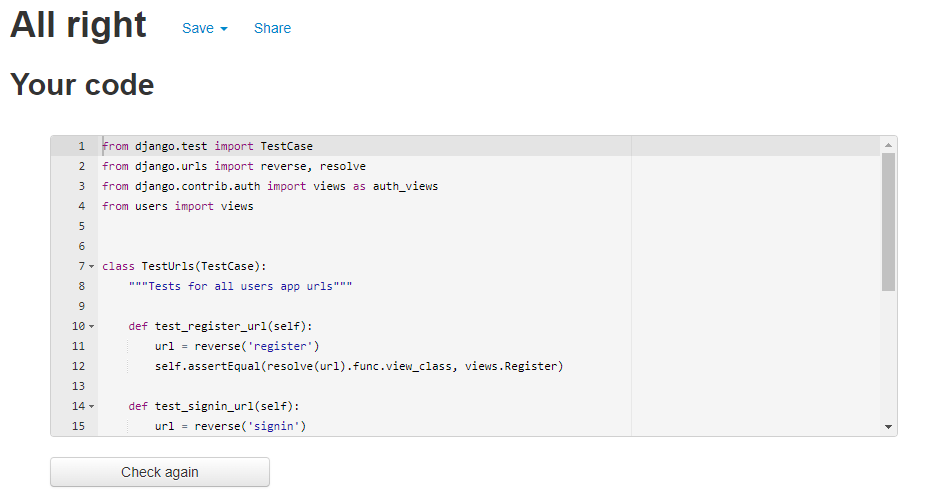 All right Save Share
Your code
1 from django.test import TestCase
2 from django.urls import reverse, resolve
3 from django.contrib.auth import views as auth_views
4 from users import views
5
6
7 class TestUrls(TestCase):
8     """Tests for all users app urls"""
9
10     def test_register_url(self):
11         url = reverse('register')
12         self.assertEqual(resolve(url).func.view_class, views.Register)
13
14     def test_signin_url(self):
15         url = reverse('signin')
Check again